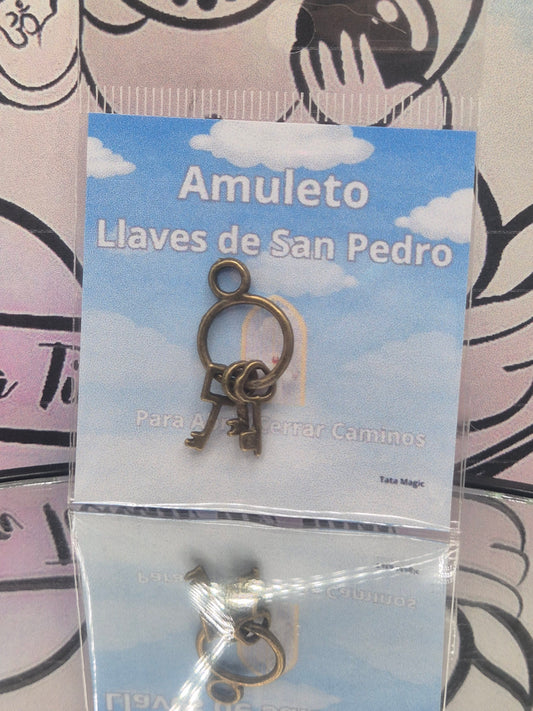 Amuleto
Llaves de San Pedro
Para Cerrar Caminos
Tata Magic